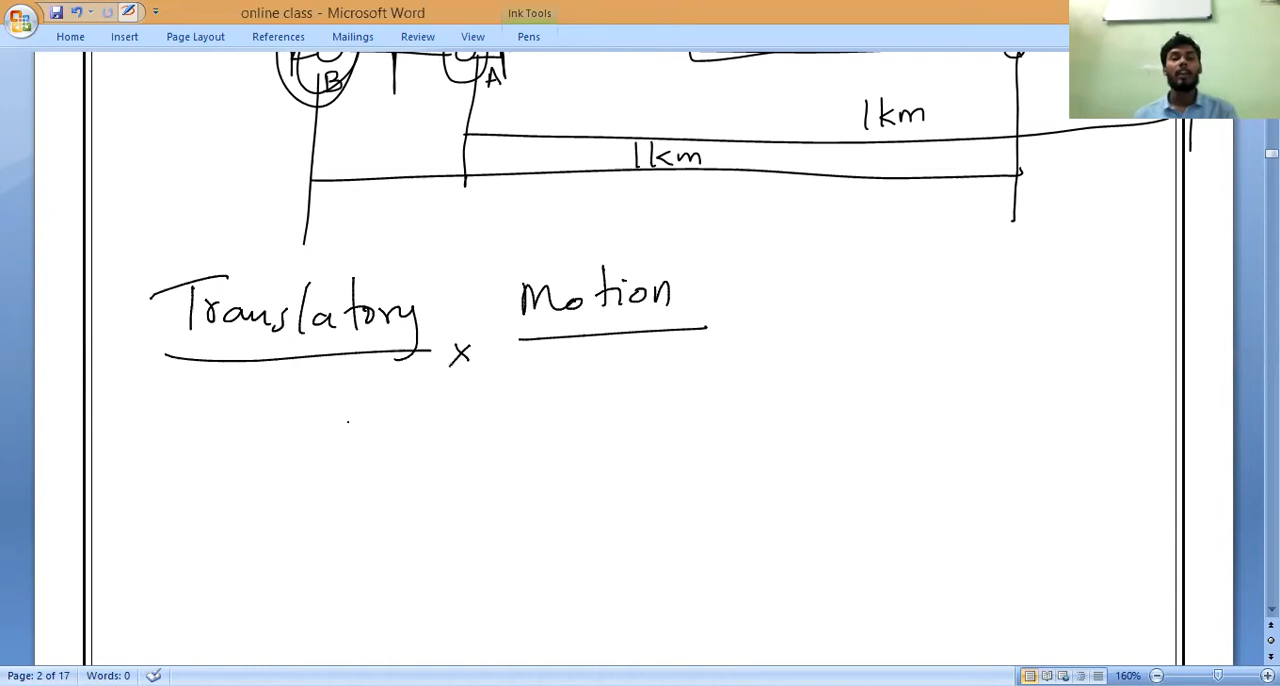 online class - Microsoft Word
Ink Tools
Home Insert Page Layout References Mailings Review View Pens
B
A
1km
1km
Translatory Motion
x
Page: 2 of 17 Words: 0 160%